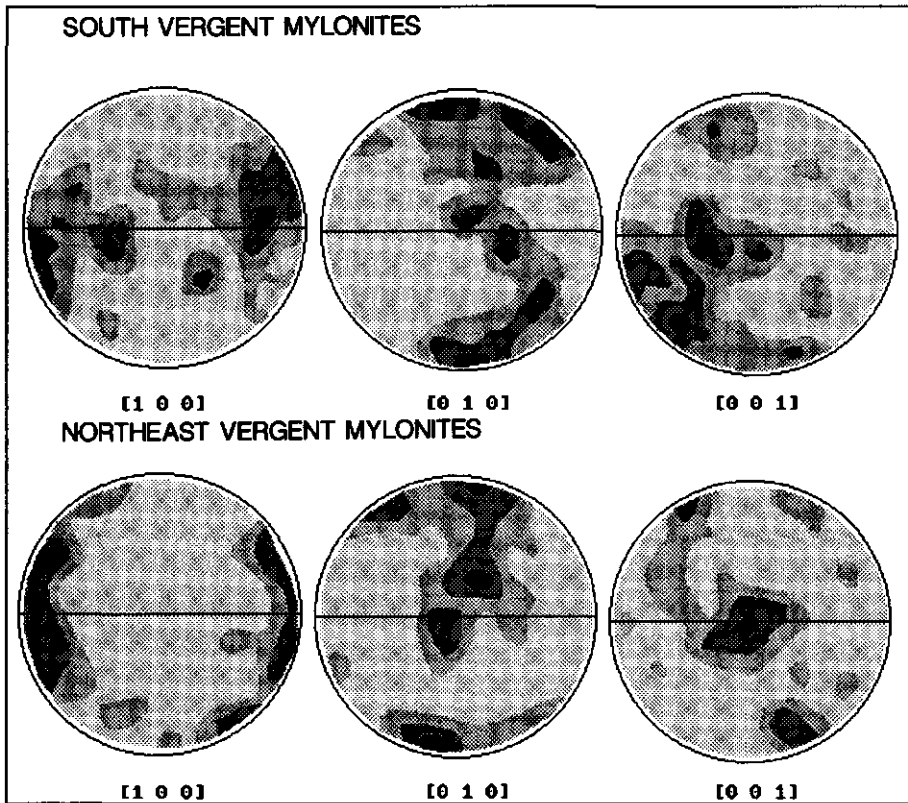 SOUTH VERGENT MYLONITES
[1 0 0] [0 1 0] [0 0 1]
NORTHEAST VERGENT MYLONITES
[1 0 0] [0 1 0] [0 0 1]